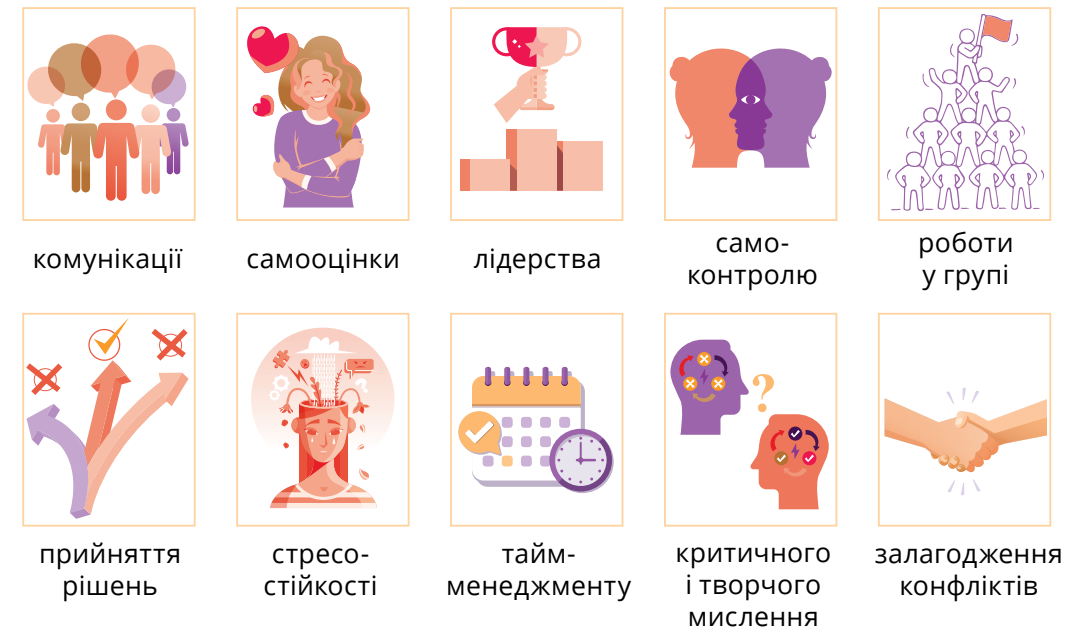 комунікації
самооцінки
лідерства
само-
контролю
роботи
у групі
прийняття
рішень
стресо-
стійкості
тайм-
менеджменту
критичного
і творчого
мислення
залагодження
конфліктів